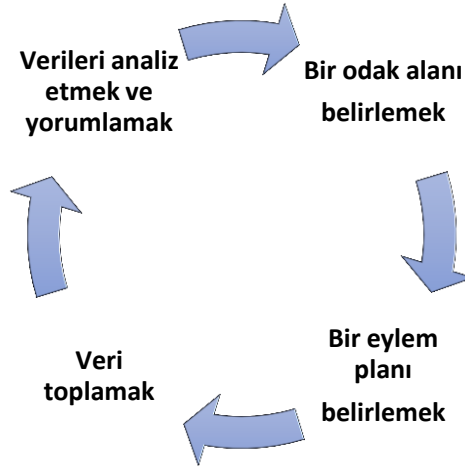 Verileri analiz
etmek ve
yorumlamak
Bir odak alanı
belirlemek
Bir eylem
planı
belirlemek
Veri
toplamak